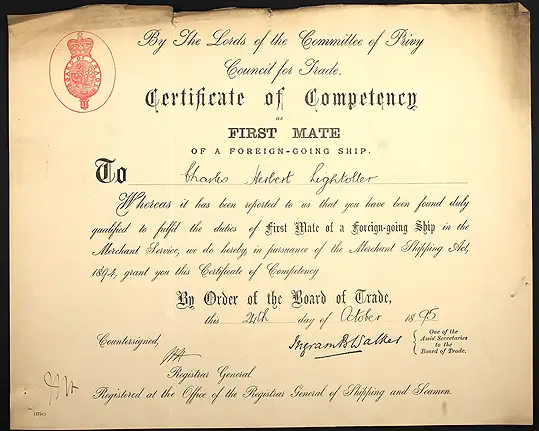 By The Lords of the Committee of Privy
Council for Trade.
Certificate of Competency
as
FIRST MATE
OF A FOREIGN-GOING SHIP.
To Charles Herbert Lightoller
Whereas it has been reported to us that you have been found duly
qualified to fulfil the duties of First Mate of a Foreign-going Ship in the
Merchant Service, we do hereby, in pursuance of the Merchant Shipping Act,
1894, grant you this Certificate of Competency
By Order of the Board of Trade,
this 24th day of October 1895
Countersigned,
Ingram B Walker
One of the
Assist Secretaries
to the
Board of Trade.
Registrar General.
Registered at the Office of the Registrar General of Shipping and Seamen.